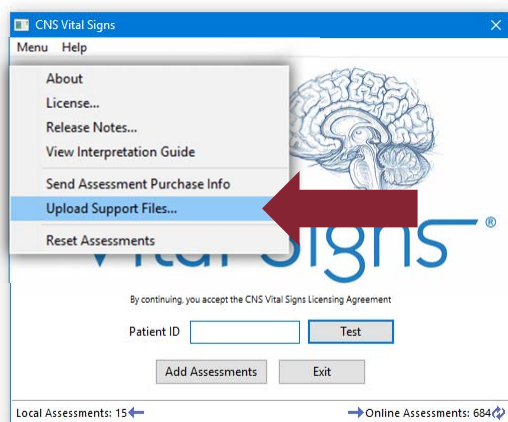 CNS Vital Signs
Menu Help
About
License...
Release Notes...
View Interpretation Guide
Send Assessment Purchase Info
Upload Support Files...
Reset Assessments
Vital Signs®
By continuing, you accept the CNS Vital Signs Licensing Agreement
Patient ID Test
Add Assessments Exit
Local Assessments: 15 Online Assessments: 684